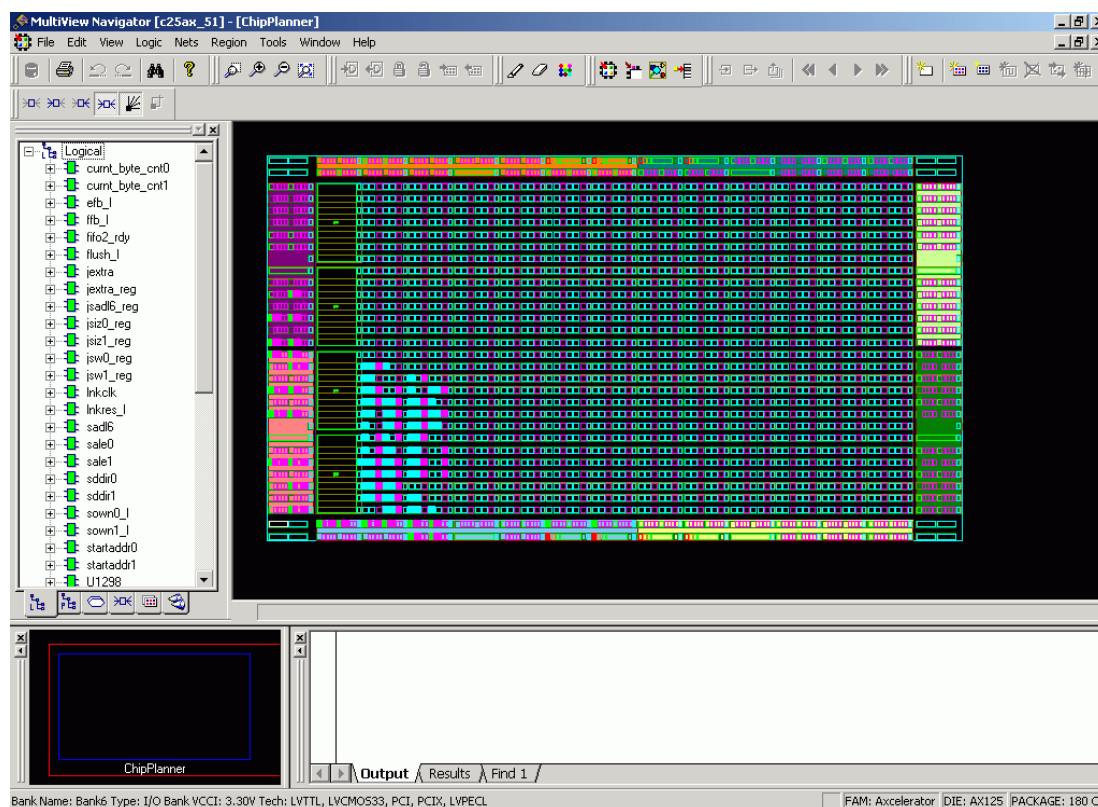 MultiView Navigator [c25ax_51] - [ChipPlanner]
File Edit View Logic Nets Region Tools Window Help
Logical
curnt_byte_cnt0
curnt_byte_cnt1
efb_l
ffb_l
fifo2_rdy
flush_l
jextra
jextra_reg
jsadl6_reg
jsiz0_reg
jsiz1_reg
jsw0_reg
jsw1_reg
lnkclk
lnkres_l
sadl6
sale0
sale1
sddir0
sddir1
sown0_l
sown1_l
startaddr0
startaddr1
U1298
ChipPlanner
Output Results Find 1
Bank Name: Bank6 Type: I/O Bank VCCI: 3.30V Tech: LVTTL, LVCMOS33, PCI, PCIX, LVPECL FAM: Axcelerator DIE: AX125 PACKAGE: 180 C